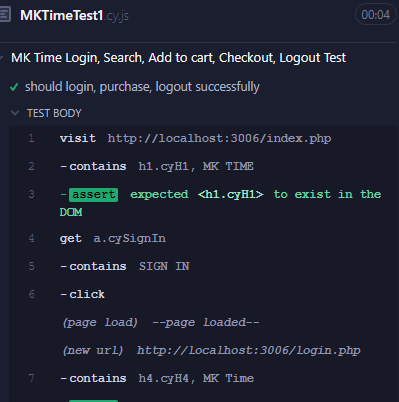 MKTimeTest1.cy.js 00:04
MK Time Login, Search, Add to cart, Checkout, Logout Test
should login, purchase, logout successfully
TEST BODY
1 visit http://localhost:3006/index.php
2 -contains h1.cyH1, MK TIME
3 -assert expected <h1.cyH1> to exist in the
DOM
4 get a.cySignIn
5 -contains SIGN IN
6 -click
(page load) --page loaded--
(new url) http://localhost:3006/login.php
7 -contains h4.cyH4, MK Time